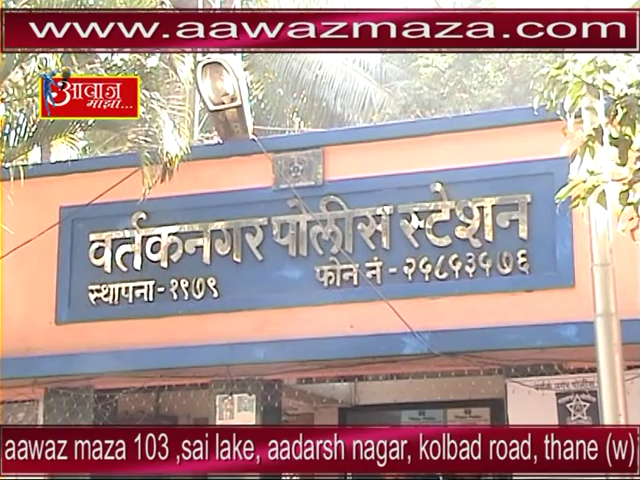 www.aawazmaza.com
आवाज
माझा...
वर्तकनगर पोलीस स्टेशन
स्थापना-१९७९
फोन नं-२५८५३५७६
aawaz maza 103 ,sai lake, aadarsh nagar, kolbad road, thane (w)